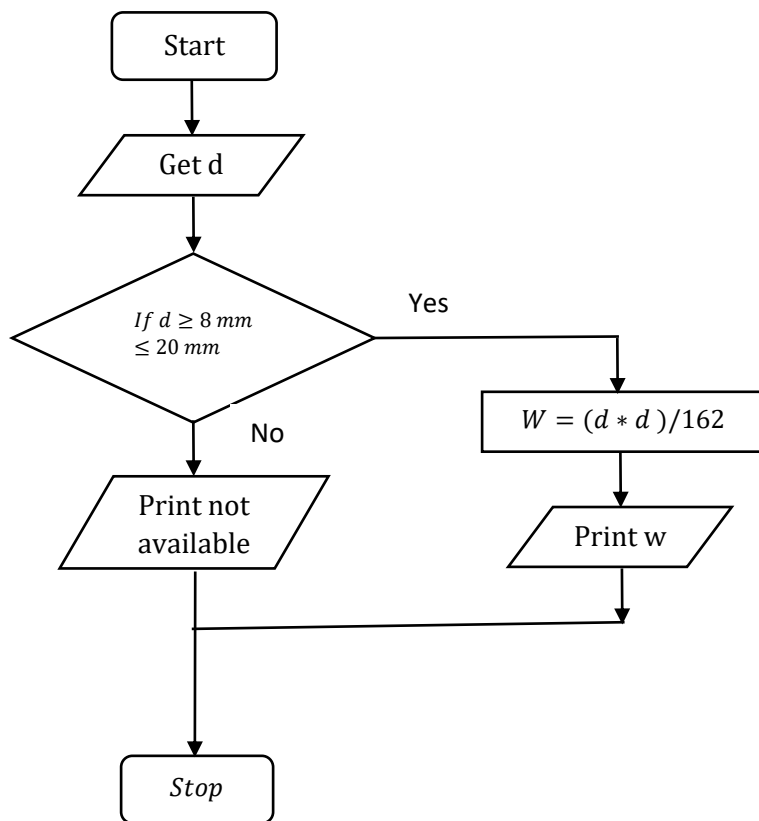 Start
Get d
If d ≥ 8 mm
≤ 20 mm
Yes
No
W = (d * d )/162
Print not
available
Print w
Stop